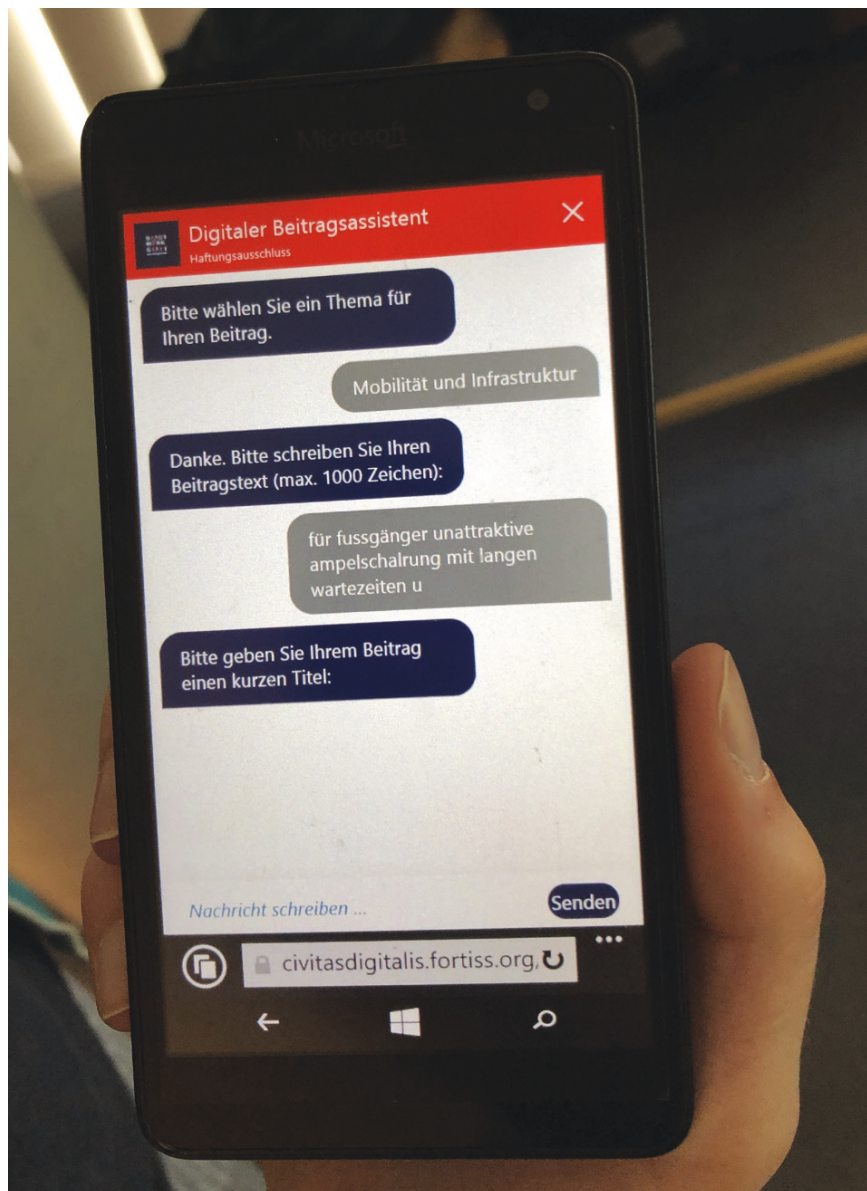 Microsoft
Digitaler Beitragsassistent
Haftungsausschluss
Bitte wählen Sie ein Thema für
Ihren Beitrag.
Mobilität und Infrastruktur
Danke. Bitte schreiben Sie Ihren
Beitragstext (max. 1000 Zeichen):
für fussgänger unattraktive
ampelschalrung mit langen
wartezeiten u
Bitte geben Sie Ihrem Beitrag
einen kurzen Titel:
Nachricht schreiben ...
Senden
civitasdigitalis.fortiss.org,